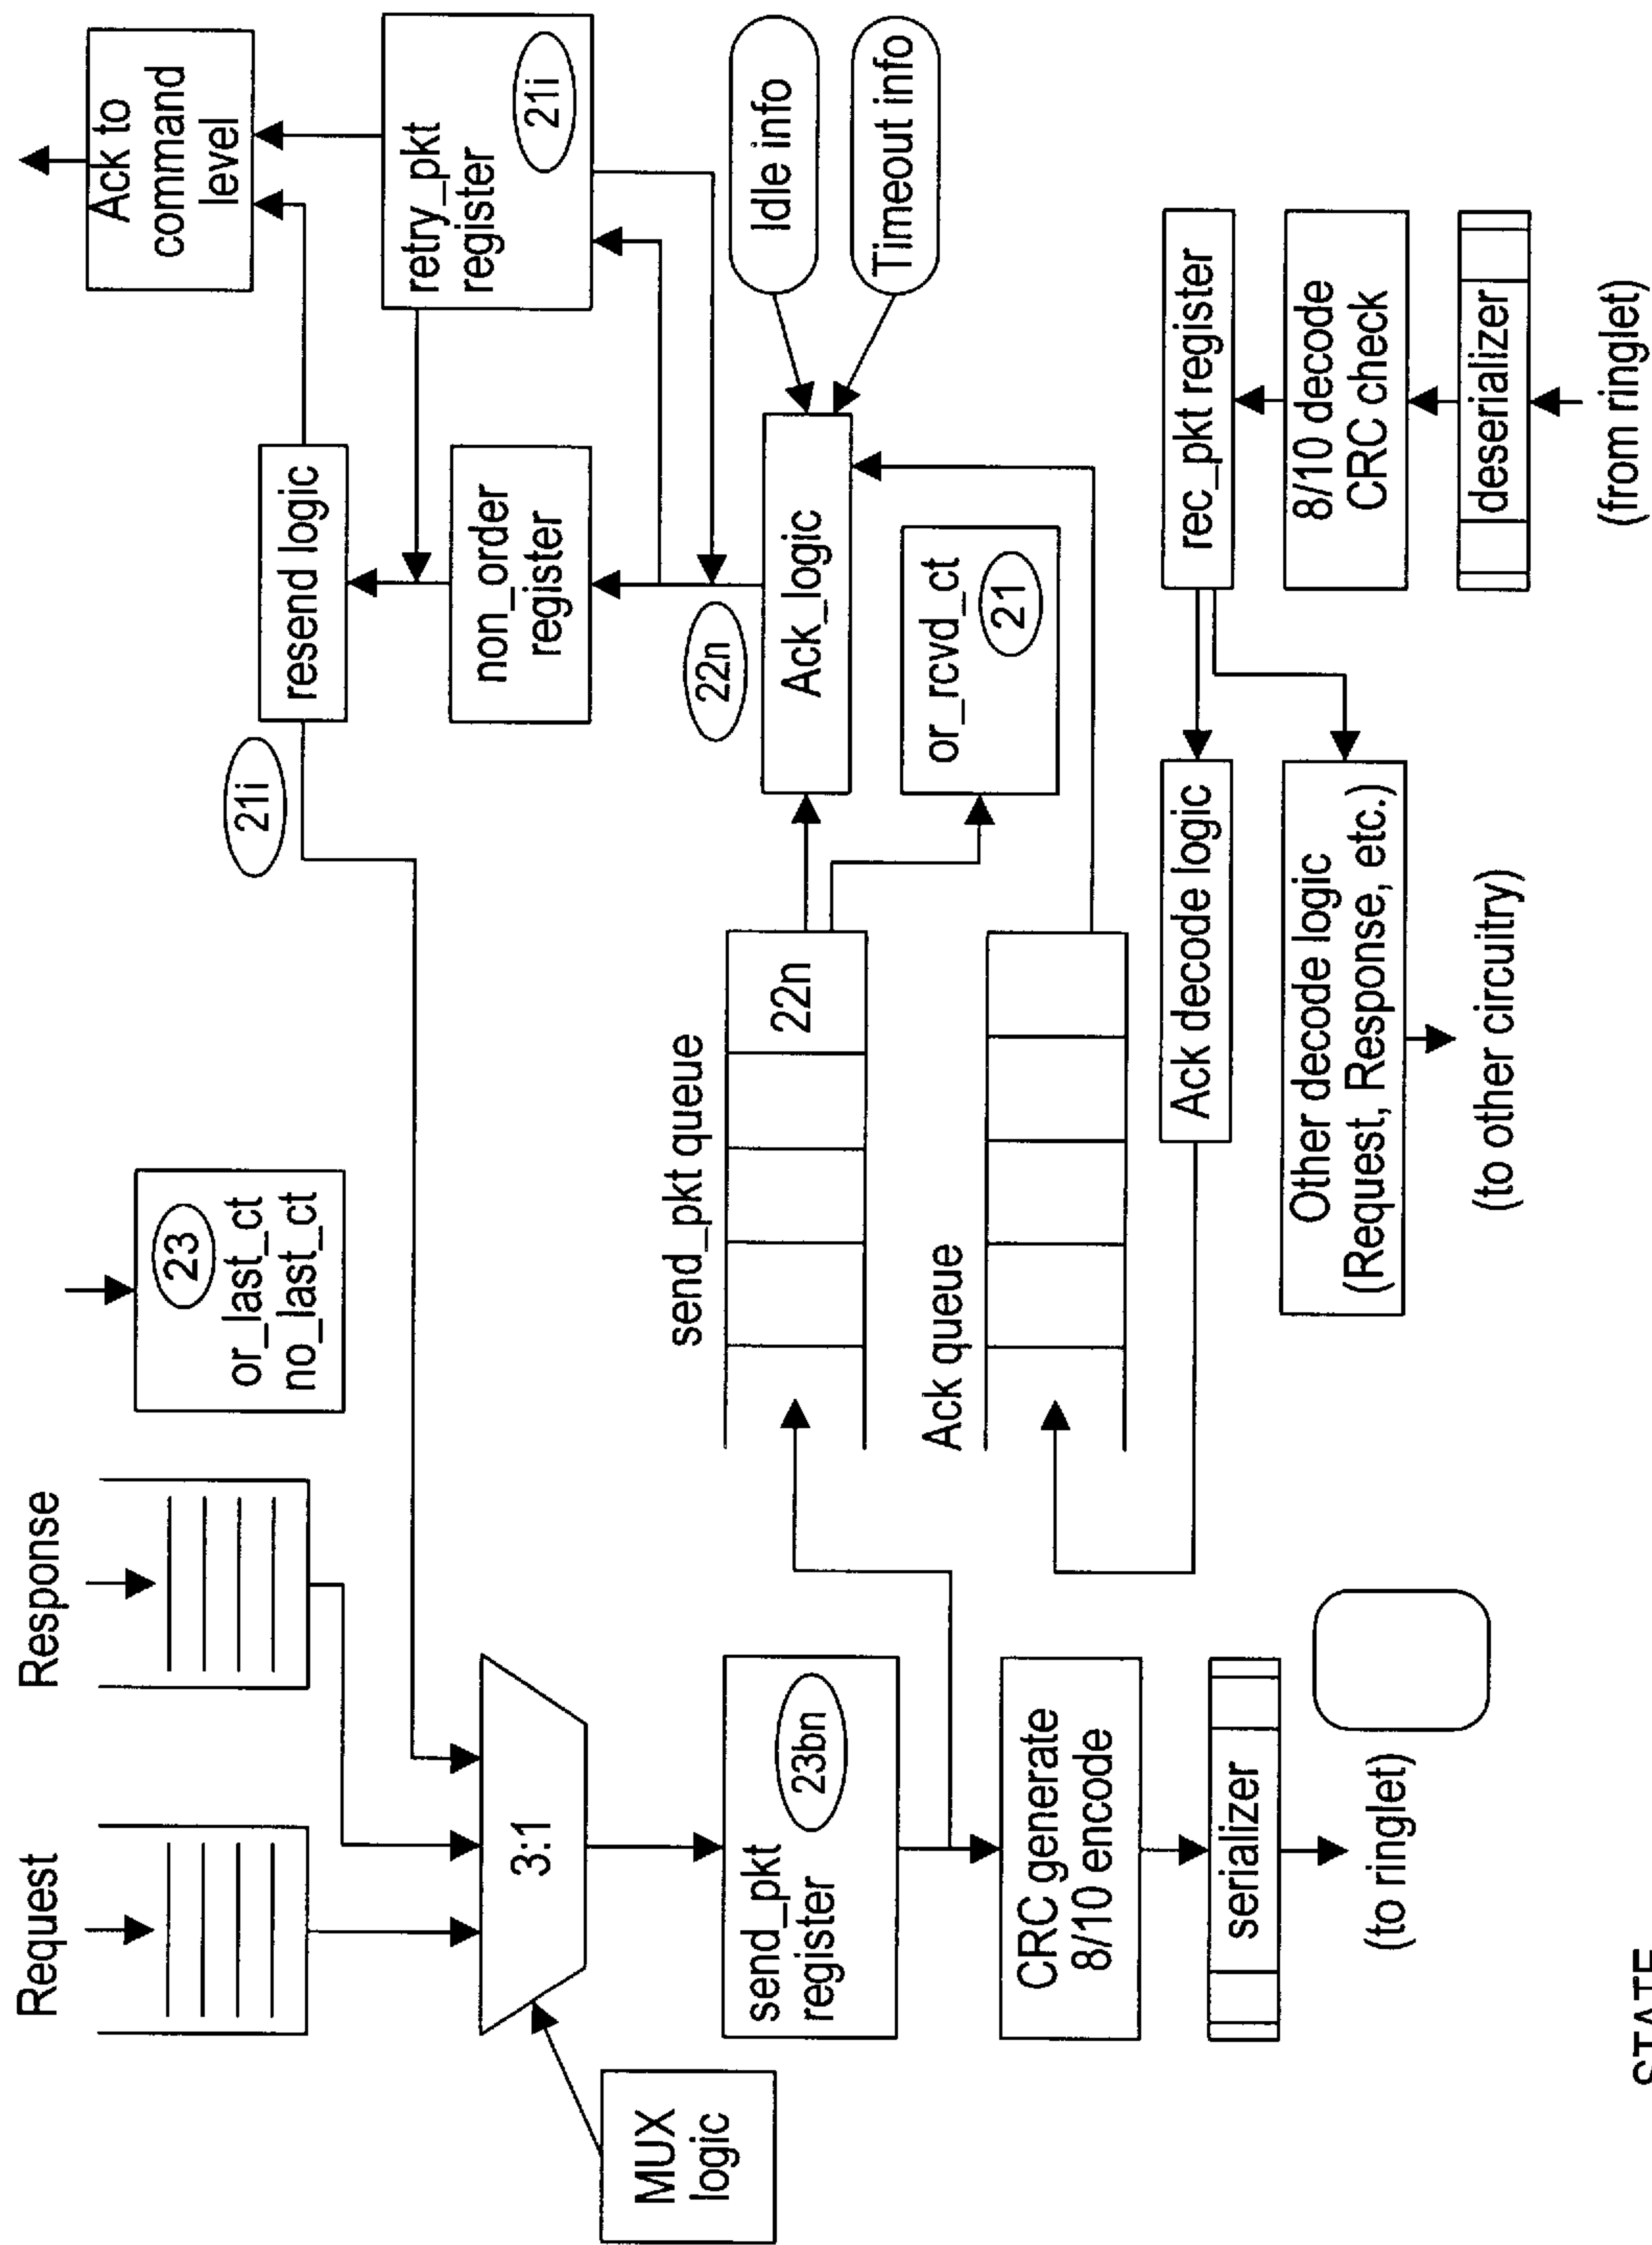 Request
Response
23
or_last_ct
no_last_ct
21i
resend logic
Ack to
command
level
3:1
MUX
logic
non_order
register
retry_pkt
register
21i
22n
send_pkt
register
23bn
send_pkt queue
22n
Ack_logic
Idle info
Timeout info
or_rcvd_ct
21
Ack queue
CRC generate
8/10 encode
serializer
(to ringlet)
Ack decode logic
rec_pkt register
Other decode logic
(Request, Response, etc.)
(to other circuitry)
8/10 decode
CRC check
deserializer
(from ringlet)
STATE